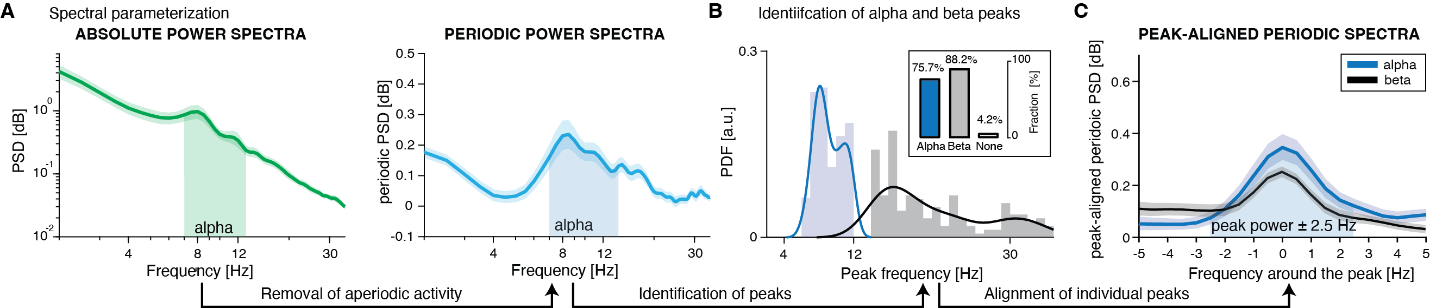 A Spectral parameterization
ABSOLUTE POWER SPECTRA
PSD [dB]
10^0
10^-1
10^-2
alpha
4 8 12 30
Frequency [Hz]
PERIODIC POWER SPECTRA
periodic PSD [dB]
0.5
0.4
0.3
0.2
0.1
0
-0.1
alpha
4 8 12 30
Frequency [Hz]
B Identiifcation of alpha and beta peaks
PDF [a.u.]
0.3
0
75.7% 88.2% 4.2%
Alpha Beta None
100
0
Fraction [%]
4 12 30
Peak frequency [Hz]
C
PEAK-ALIGNED PERIODIC SPECTRA
alpha
beta
peak-aligned peridoic PSD [dB]
0.6
0.4
0.2
0
peak power ± 2.5 Hz
-5 -4 -3 -2 -1 0 1 2 3 4 5
Frequency around the peak [Hz]
Removal of aperiodic activity
Identification of peaks
Alignment of individual peaks